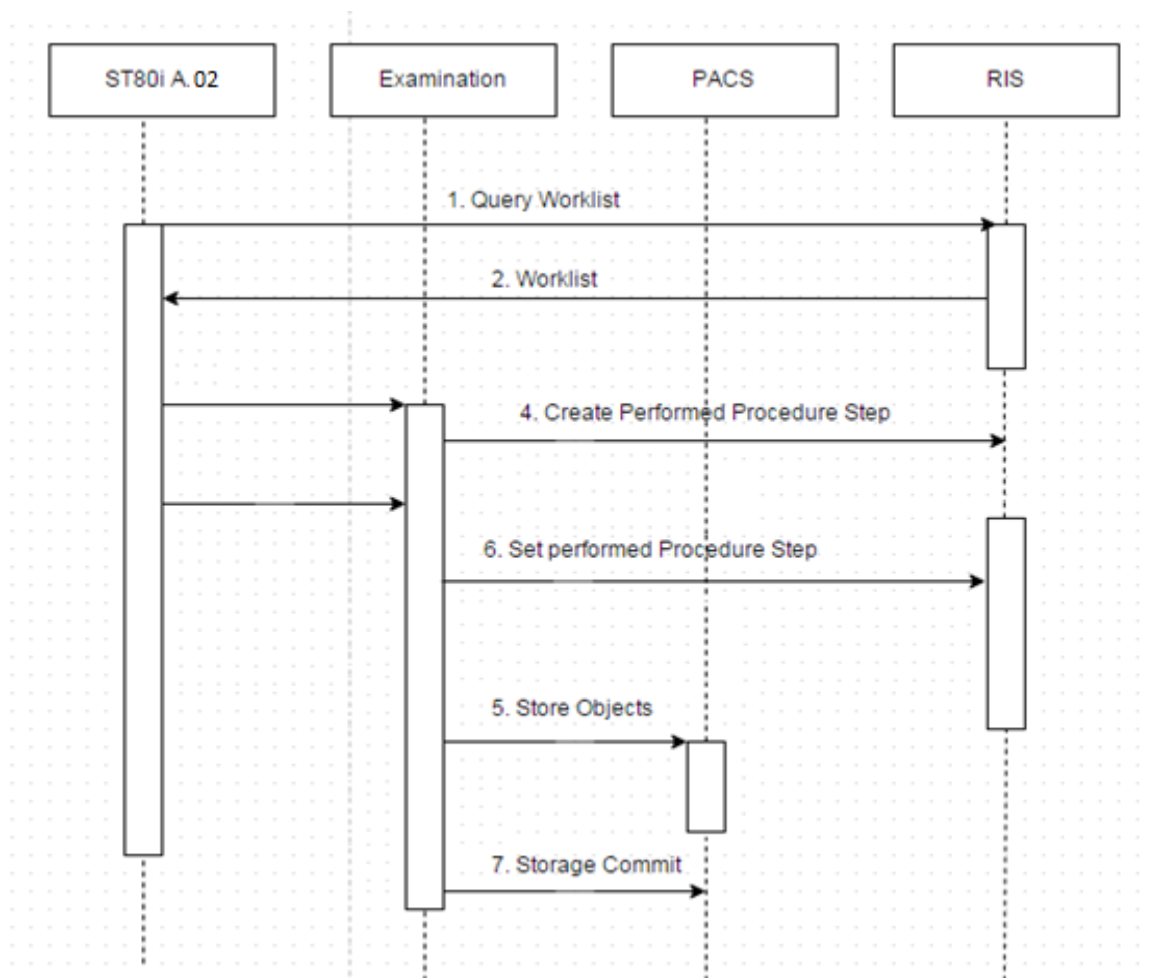 ST80i A.02
Examination
PACS
RIS
1. Query Worklist
2. Worklist
4. Create Performed Procedure Step
6. Set performed Procedure Step
5. Store Objects
7. Storage Commit